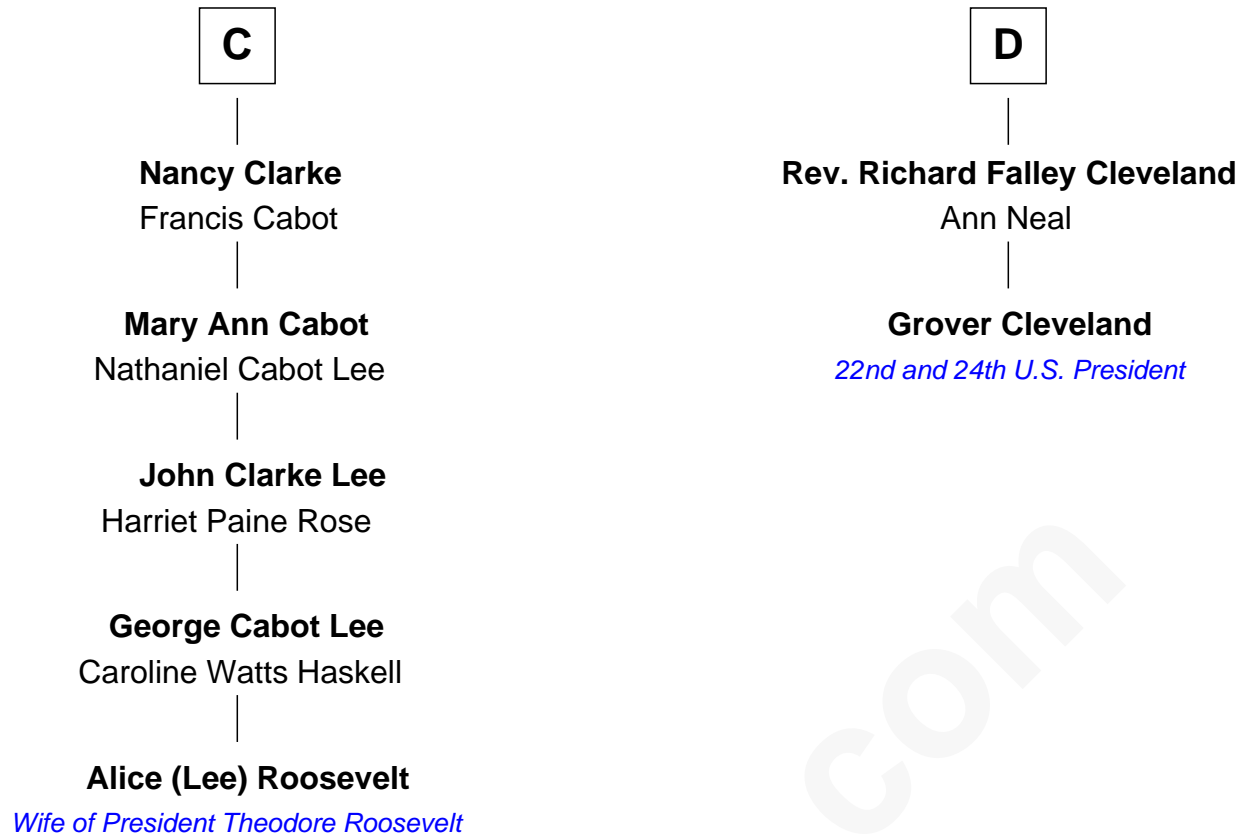 C
Nancy Clarke
Francis Cabot
Mary Ann Cabot
Nathaniel Cabot Lee
John Clarke Lee
Harriet Paine Rose
George Cabot Lee
Caroline Watts Haskell
Alice (Lee) Roosevelt
Wife of President Theodore Roosevelt
D
Rev. Richard Falley Cleveland
Ann Neal
Grover Cleveland
22nd and 24th U.S. President
com